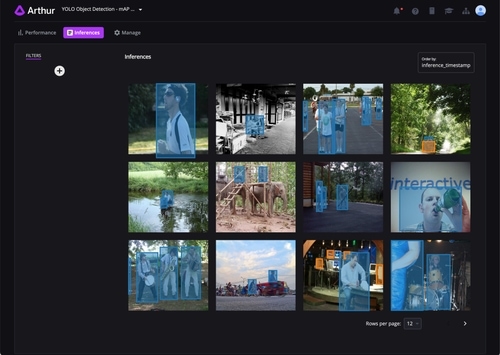 Arthur
YOLO Object Detection - mAP ...
Performance
Inferences
Manage
FILTERS
Inferences
Order by:
inference_timestamp
interactive
Rows per page:
12